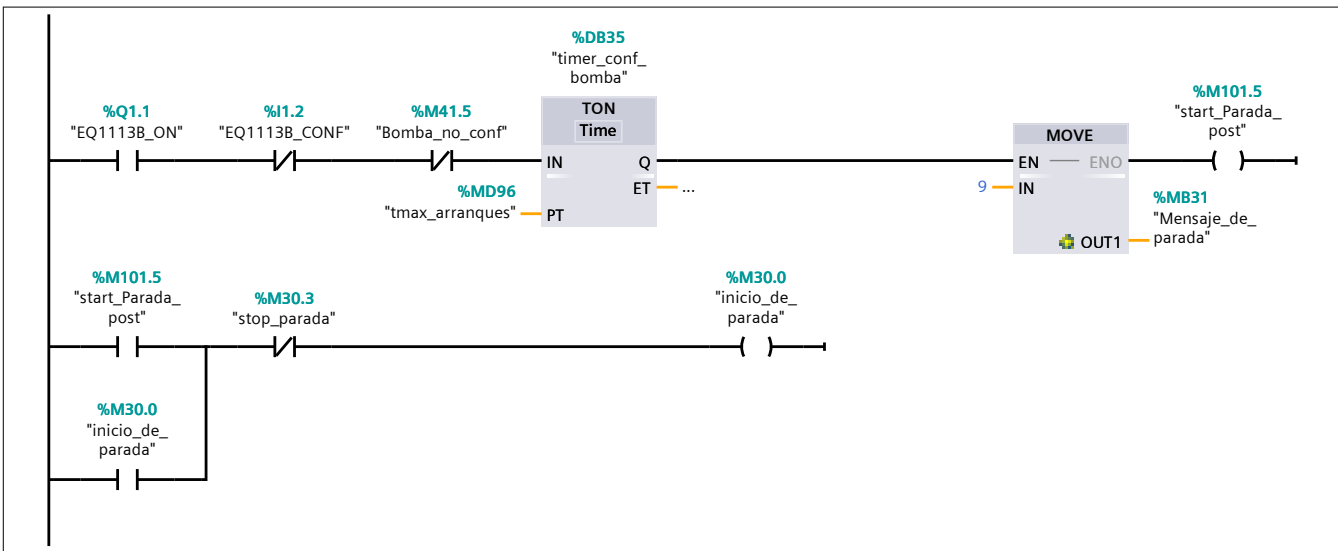 %DB35
"timer_conf_
bomba"
%Q1.1
"EQ1113B_ON"
%I1.2
"EQ1113B_CONF"
%M41.5
"Bomba_no_conf"
TON
Time
IN
Q
ET
...
%MD96
"tmax_arranques"
PT
MOVE
EN
ENO
9
IN
OUT1
%MB31
"Mensaje_de_
parada"
%M101.5
"start_Parada_
post"
%M101.5
"start_Parada_
post"
%M30.3
"stop_parada"
%M30.0
"inicio_de_
parada"
%M30.0
"inicio_de_
parada"